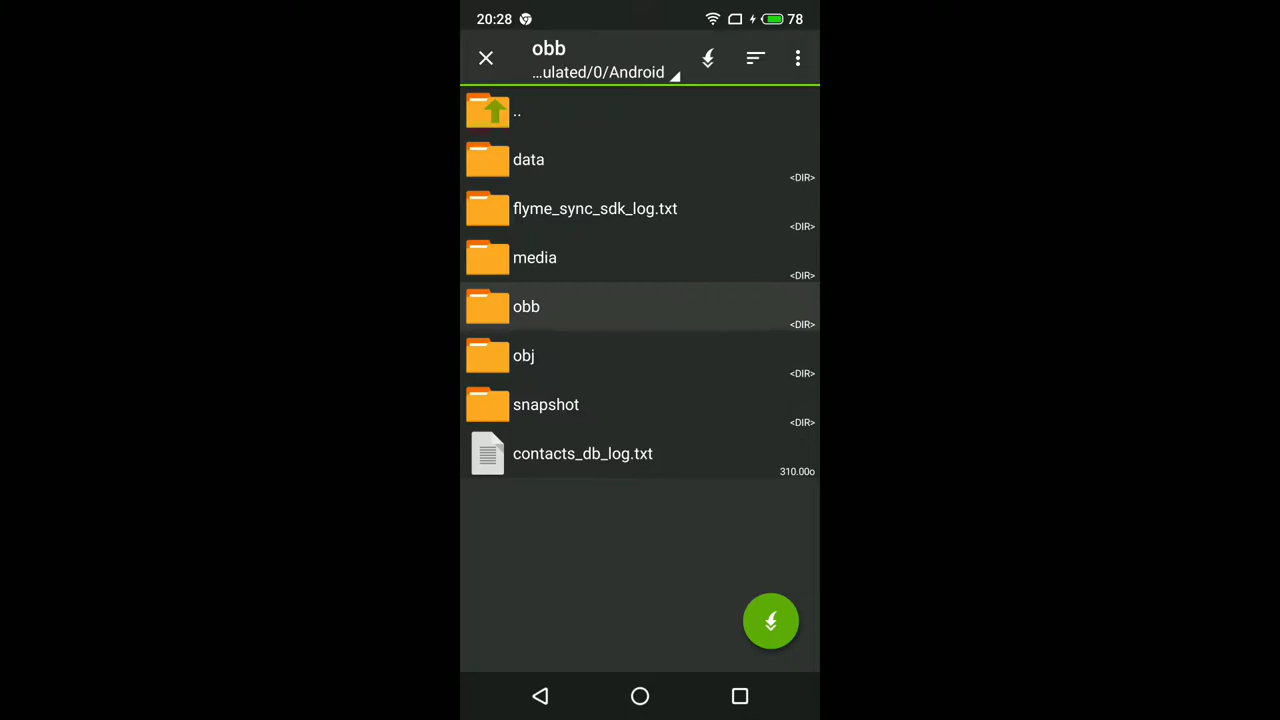 20:28
78
obb
...ulated/0/Android
..
data
<DIR>
flyme_sync_sdk_log.txt
<DIR>
media
<DIR>
obb
<DIR>
obj
<DIR>
snapshot
<DIR>
contacts_db_log.txt
310.00o